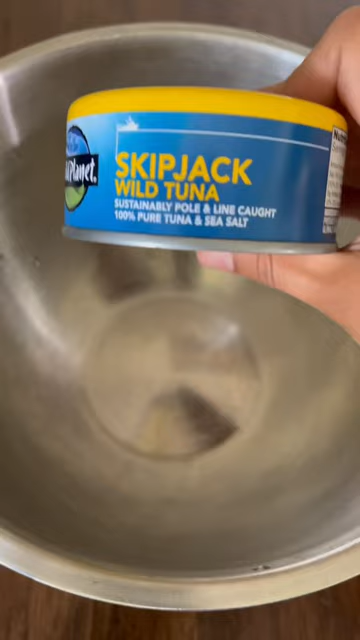 Planet.
SKIPJACK
WILD TUNA
SUSTAINABLY POLE & LINE CAUGHT
100% PURE TUNA & SEA SALT